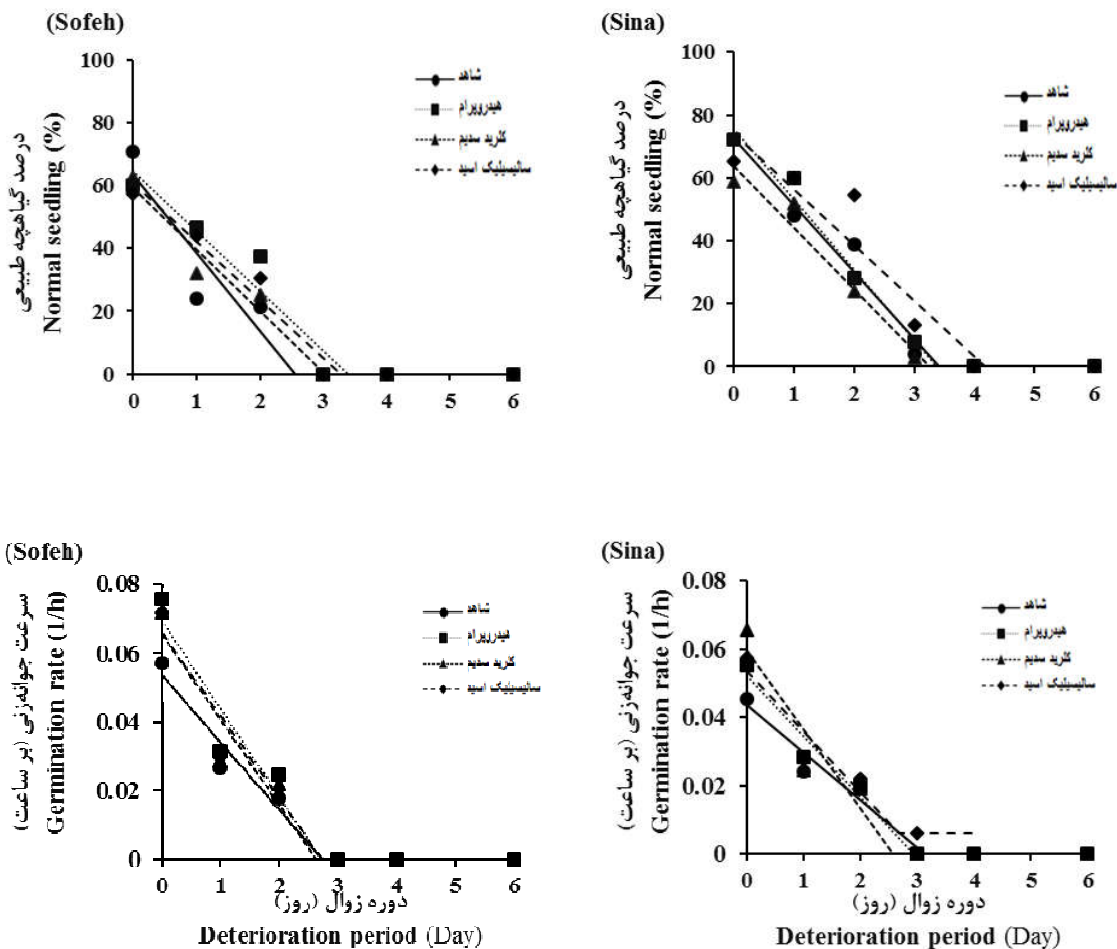 (Sofeh)
100
80
60
40
20
0
0 1 2 3 4 5 6
درصد گیاهچه طبیعی
Normal seedling (%)
شاهد
هیدروپرایم
کلرید سدیم
سالیسیلیک اسید
(Sina)
100
80
60
40
20
0
0 1 2 3 4 5 6
درصد گیاهچه طبیعی
Normal seedling (%)
شاهد
هیدروپرایم
کلرید سدیم
سالیسیلیک اسید
(Sofeh)
0.08
0.06
0.04
0.02
0
0 1 2 3 4 5 6
سرعت جوانه‌زنی (بر ساعت)
Germination rate (1/h)
شاهد
هیدروپرایم
کلرید سدیم
سالیسیلیک اسید
دوره زوال (روز)
Deterioration period (Day)
(Sina)
0.08
0.06
0.04
0.02
0
0 1 2 3 4 5 6
سرعت جوانه‌زنی (بر ساعت)
Germination rate (1/h)
شاهد
هیدروپرایم
کلرید سدیم
سالیسیلیک اسید
دوره زوال (روز)
Deterioration period (Day)